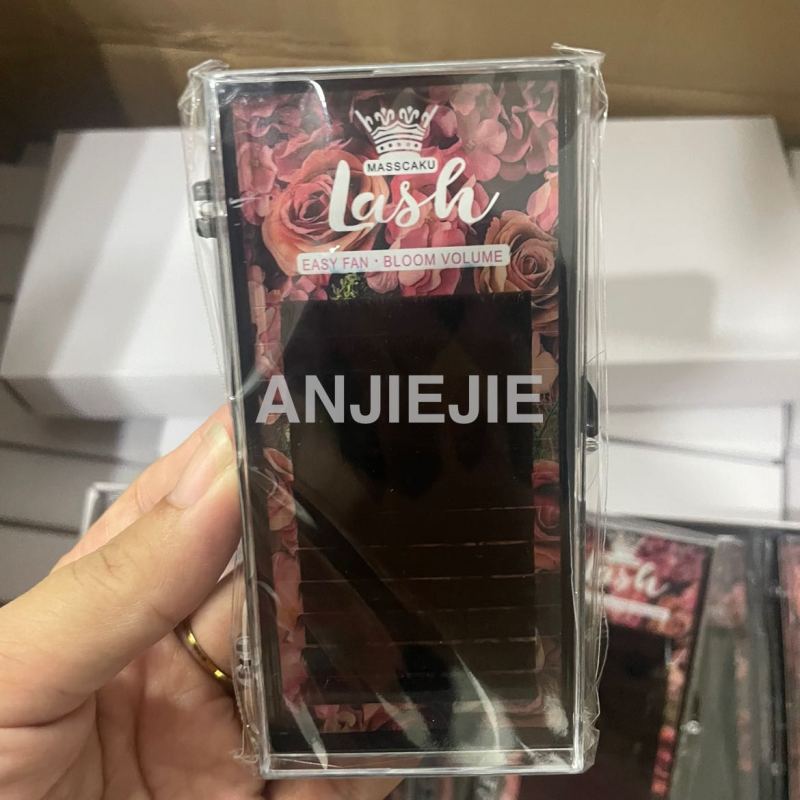 MASSCAKU
Lash
EASY FAN · BLOOM VOLUME
ANJIEJIE